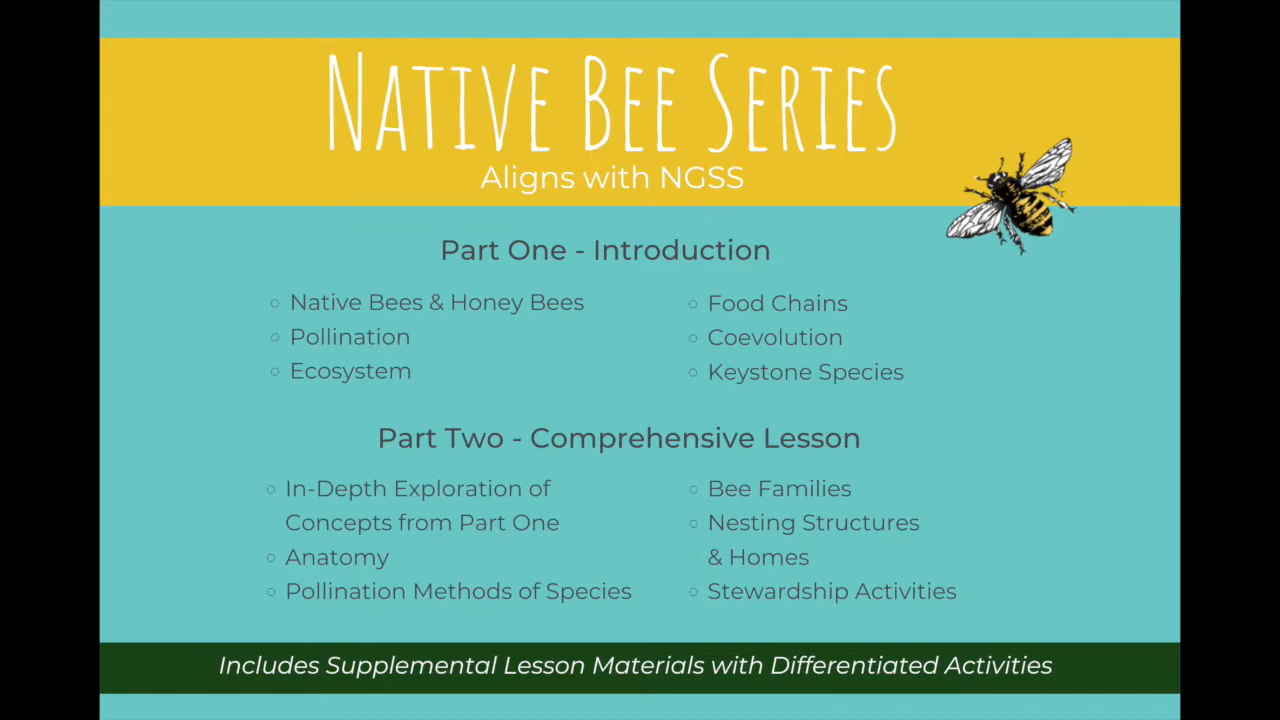 Native Bee Series
Aligns with NGSS
Part One - Introduction
Native Bees & Honey Bees
Pollination
Ecosystem
Food Chains
Coevolution
Keystone Species
Part Two - Comprehensive Lesson
In-Depth Exploration of
Concepts from Part One
Anatomy
Pollination Methods of Species
Bee Families
Nesting Structures
& Homes
Stewardship Activities
Includes Supplemental Lesson Materials with Differentiated Activities